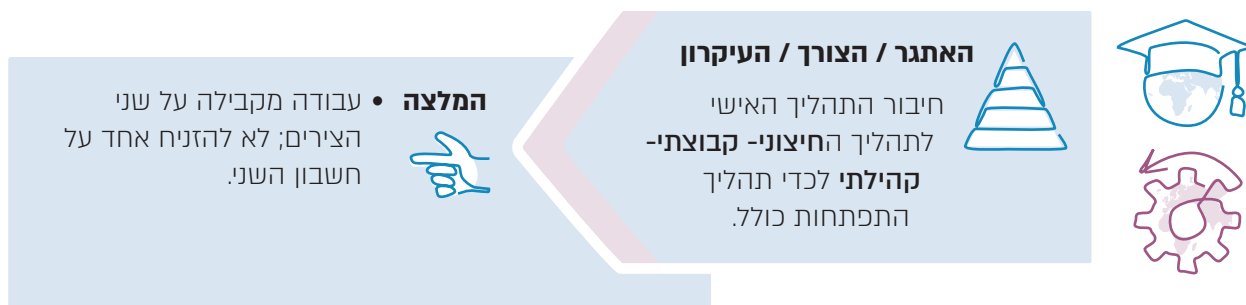 האתגר / הצורך / העיקרון
חיבור התהליך האישי
לתהליך החיצוני- קבוצתי-
קהילתי לכדי תהליך
התפתחות כולל.
המלצה • עבודה מקבילה על שני
הצירים; לא להזניח אחד על
חשבון השני.